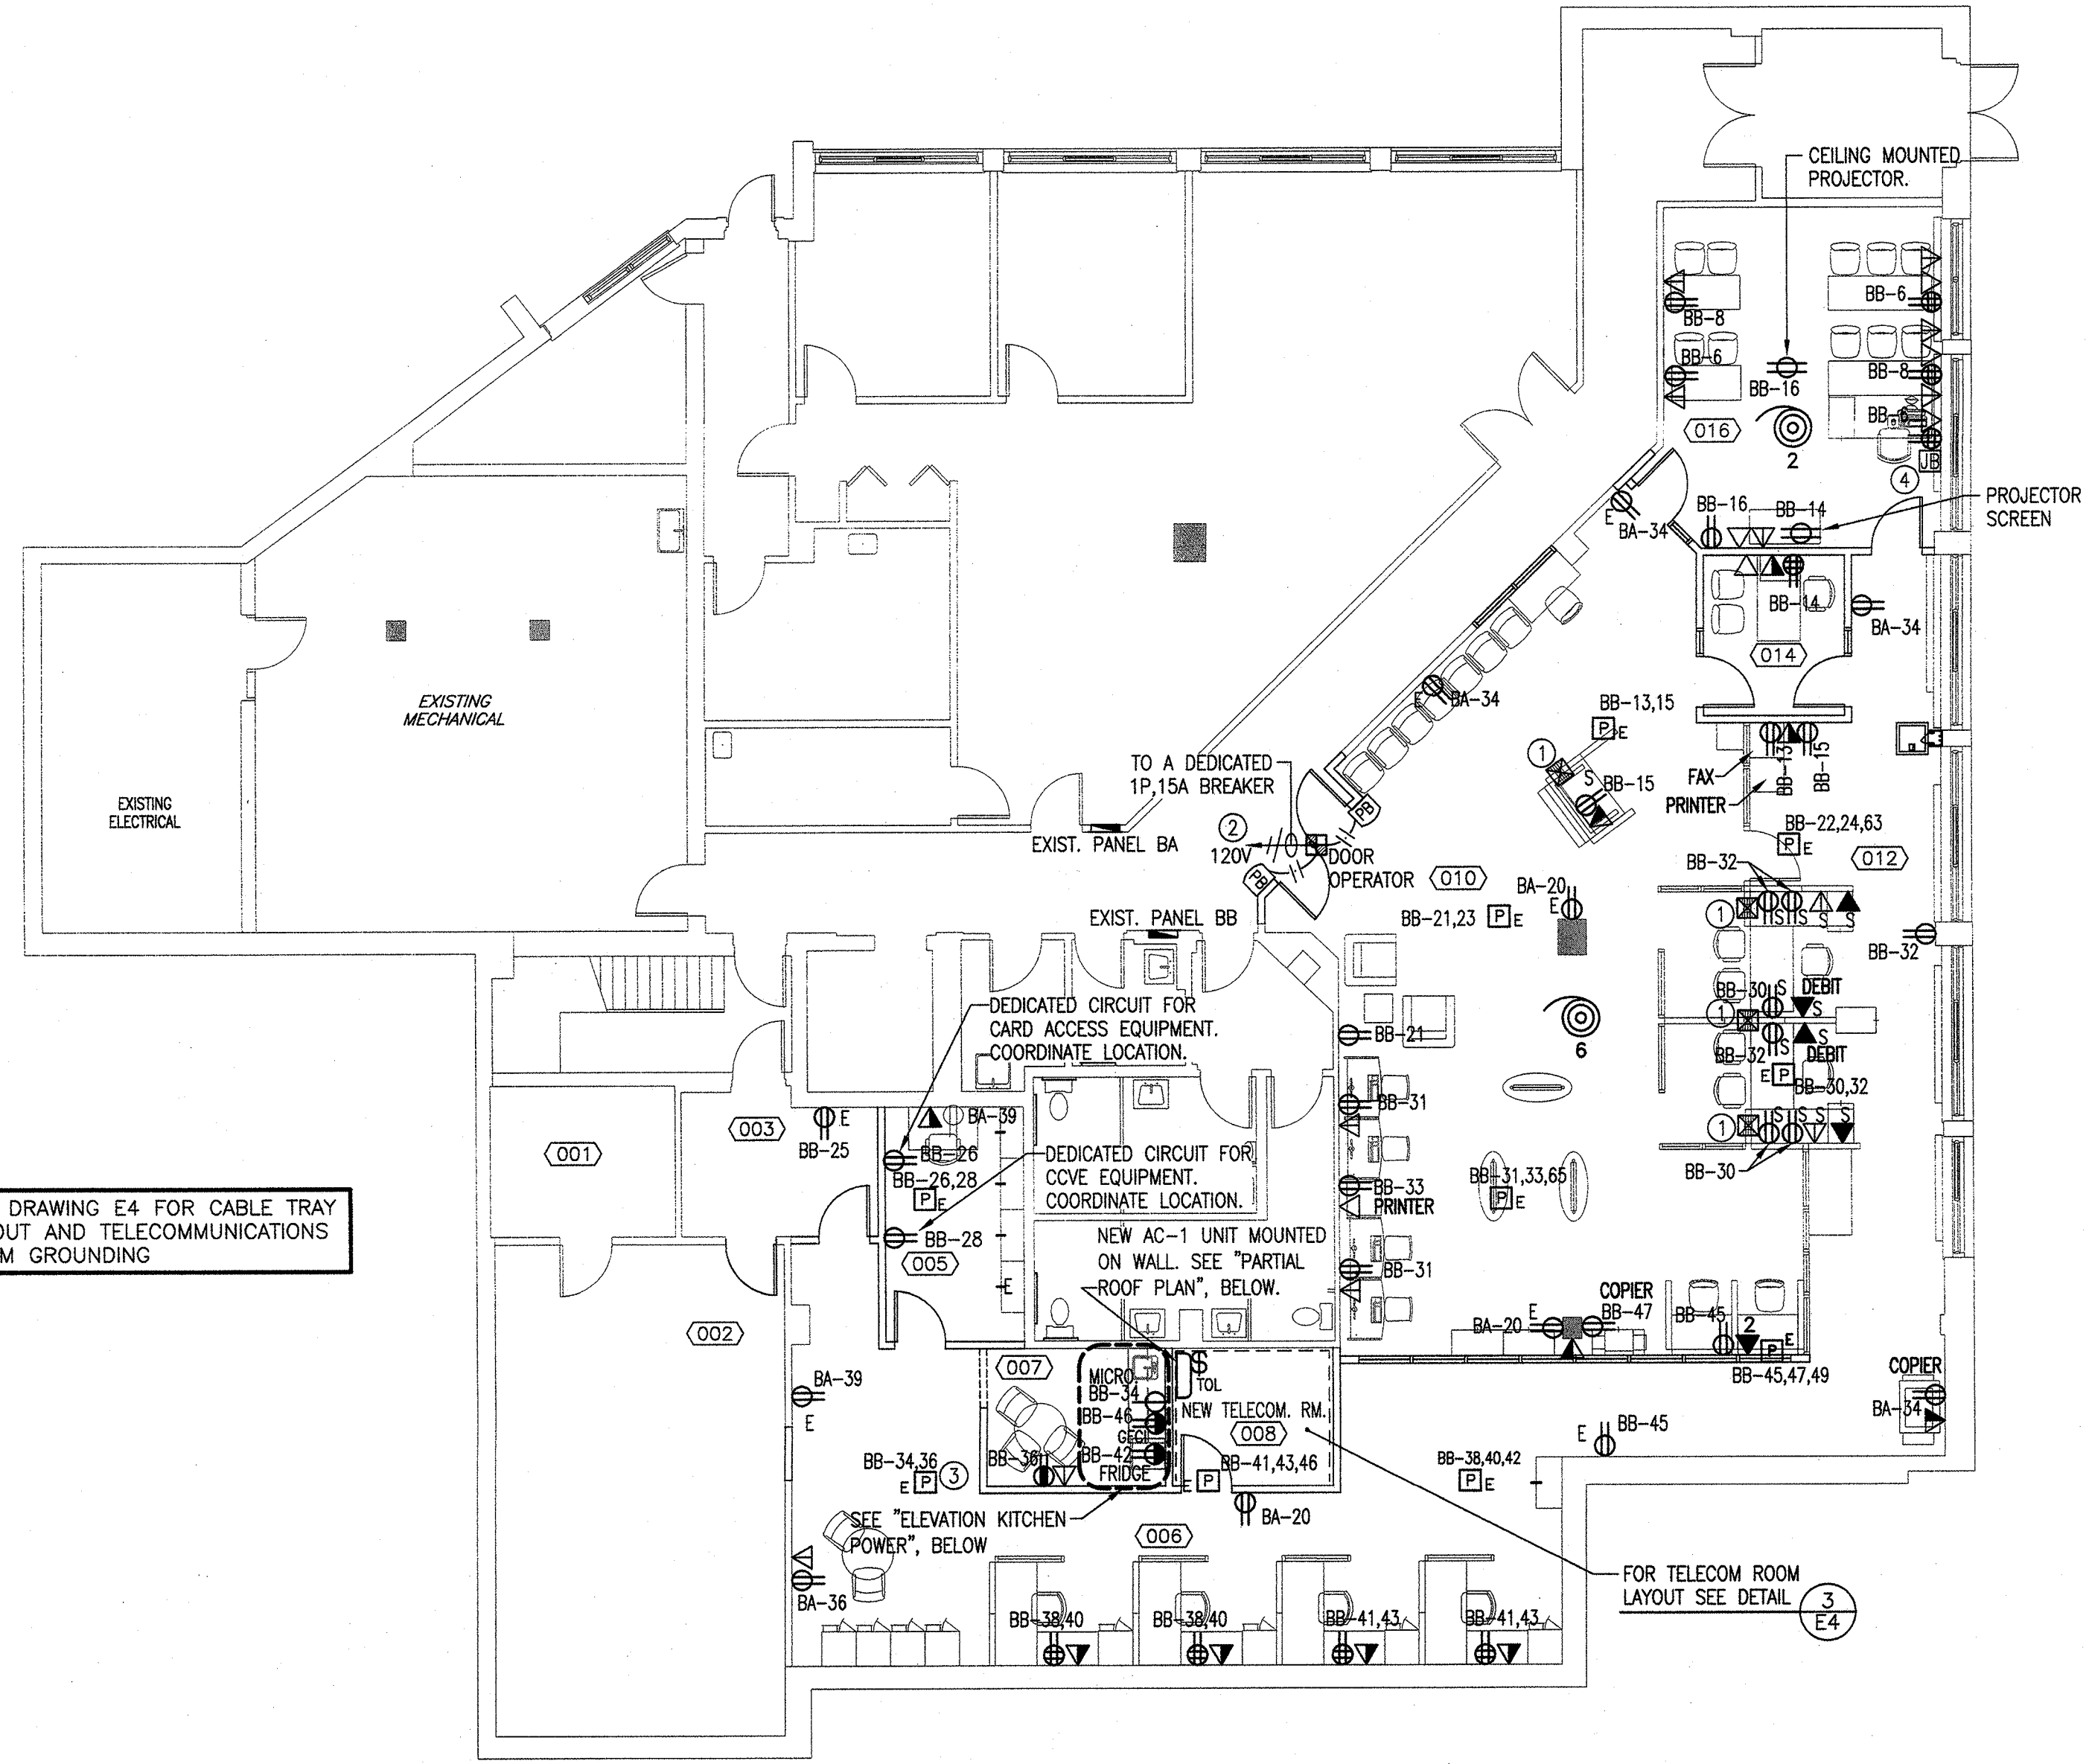 CEILING MOUNTED
PROJECTOR.
BB-6
BB-8
BB-6
BB-16
BB-8
BB-6
016
2
JB
4
PROJECTOR
SCREEN
BB-16
BB-14
E
BA-34
BB-14
BA-34
014
EXISTING
MECHANICAL
E
BA-34
BB-13,15
P E
1
S
BB-15
FAX
PRINTER
BB-13
BB-15
TO A DEDICATED
1P,15A BREAKER
EXISTING
ELECTRICAL
EXIST. PANEL BA
2
120V
PB
DOOR
OPERATOR
PB
010
BB-22,24,63
P E
012
BB-32
BA-20
E
EXIST. PANEL BB
BB-21,23 P E
1
S S S S
BB-32
DEDICATED CIRCUIT FOR
CARD ACCESS EQUIPMENT.
COORDINATE LOCATION.
BB-30 S DEBIT
1 S
BB-32 S DEBIT
BB-21
6
E P
BB-30,32
BB-31
003
E
BB-25
BA-39
1
S S S S
001
BB-26
BB-26,28
P E
DEDICATED CIRCUIT FOR
CCVE EQUIPMENT.
COORDINATE LOCATION.
BB-30
BB-31,33,65
P E
BB-33
PRINTER
DRAWING E4 FOR CABLE TRAY
OUT AND TELECOMMUNICATIONS
M GROUNDING
BB-28
005
E
NEW AC-1 UNIT MOUNTED
ON WALL. SEE "PARTIAL
ROOF PLAN", BELOW.
BB-31
COPIER
BB-47
BA-20 E
BB-45
2
P E
BB-45,47,49
002
007
MICRO.
BB-34
BB-46
GFCI
BB-42
FRIDGE
$
TOL
NEW TELECOM. RM.
008
BA-39
E
COPIER
BA-34
BB-34,36
E P 3
BB-36
BB-41,43,46
E P
BB-38,40,42
P E
E BB-45
BA-20
SEE "ELEVATION KITCHEN
POWER", BELOW
006
FOR TELECOM ROOM
LAYOUT SEE DETAIL
3
E4
BA-36
BB-38,40
BB-38,40
BB-41,43
BB-41,43